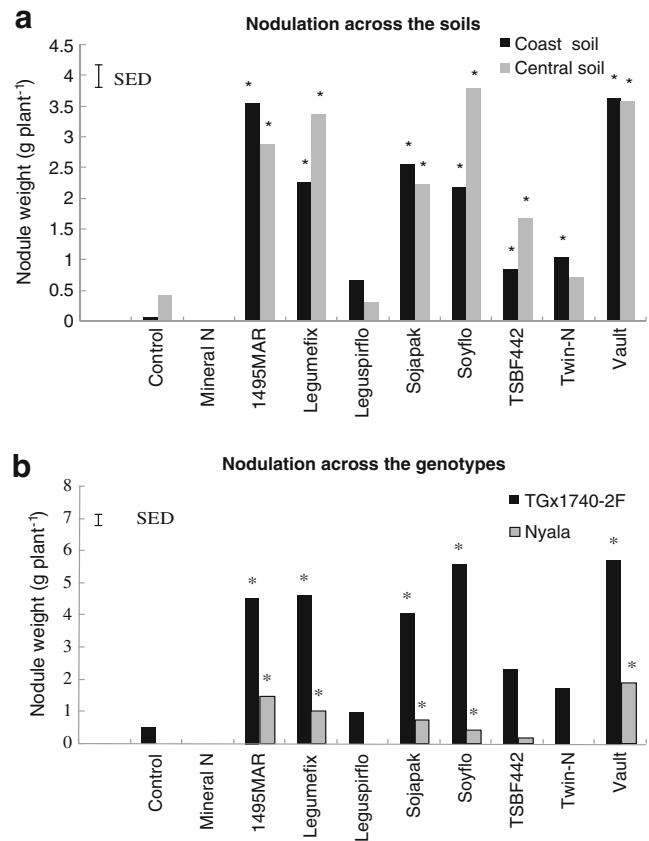 a
Nodulation across the soils
Nodule weight (g plant⁻¹)
4.5
4
3.5
3
2.5
2
1.5
1
0.5
0
SED
Coast soil
Central soil
* * * * * * * * * * * * *
Control
Mineral N
1495MAR
Legumefix
Leguspirflo
Sojapak
Soyflo
TSBF442
Twin-N
Vault
b
Nodulation across the genotypes
Nodule weight (g plant⁻¹)
8
7
6
5
4
3
2
1
0
SED
TGx1740-2F
Nyala
* * * * * * * * * *
Control
Mineral N
1495MAR
Legumefix
Leguspirflo
Sojapak
Soyflo
TSBF442
Twin-N
Vault